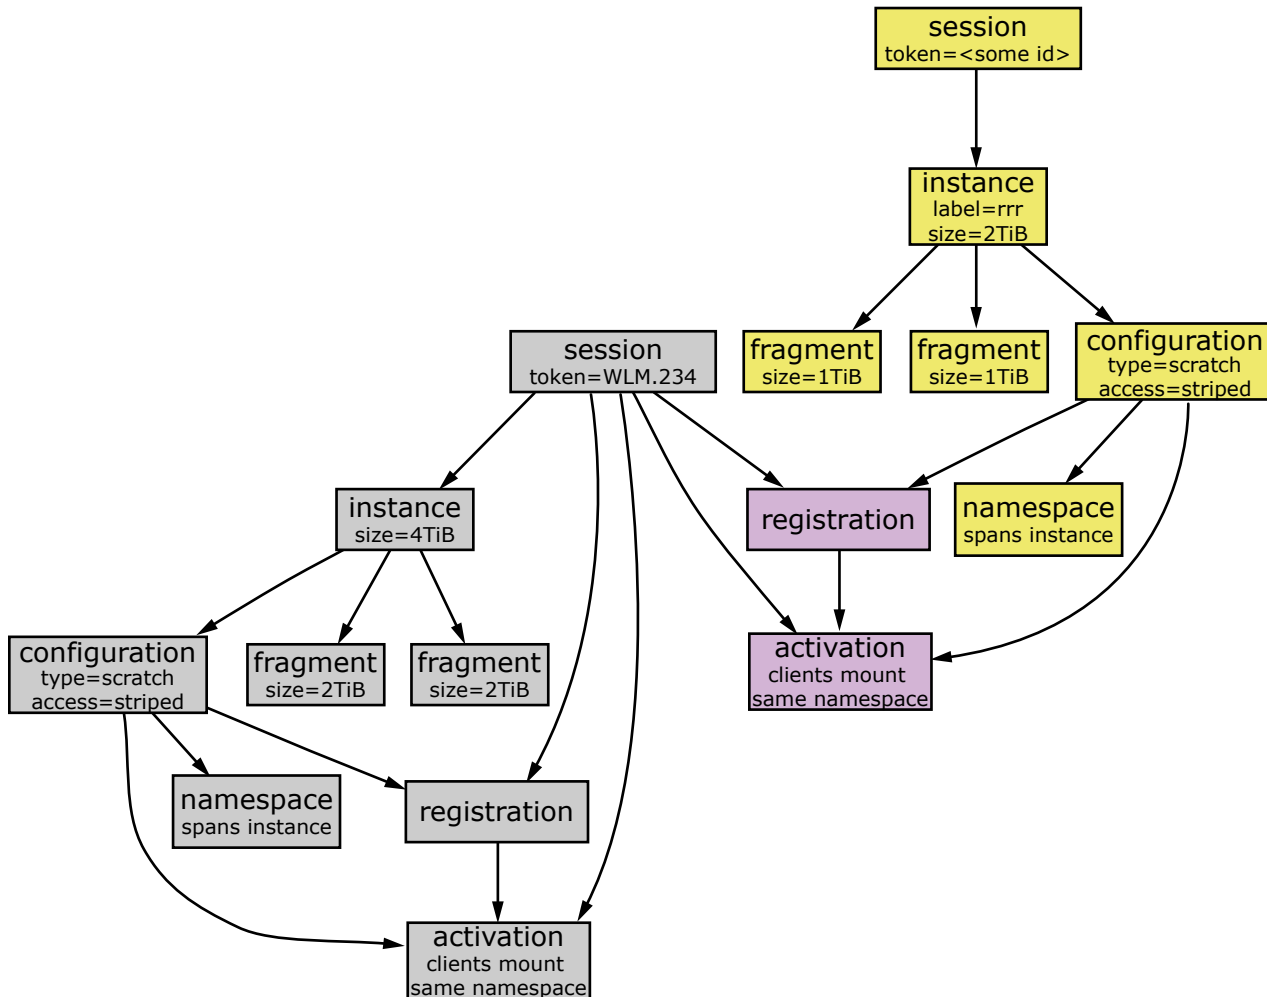 session
token=<some id>
instance
label=rrr
size=2TiB
fragment
size=1TiB
fragment
size=1TiB
configuration
type=scratch
access=striped
session
token=WLM.234
instance
size=4TiB
registration
namespace
spans instance
configuration
type=scratch
access=striped
fragment
size=2TiB
fragment
size=2TiB
activation
clients mount
same namespace
namespace
spans instance
registration
activation
clients mount
same namespace